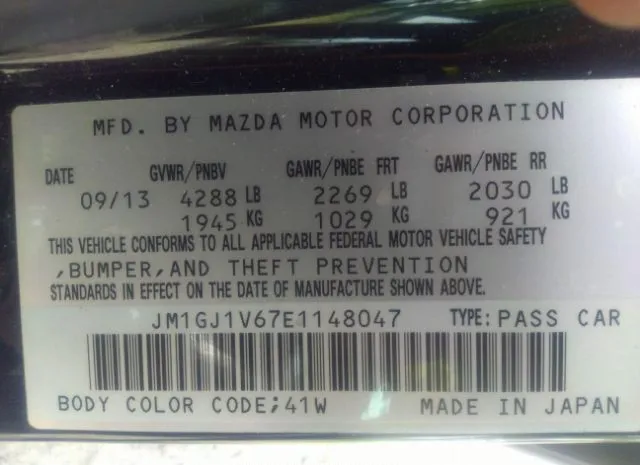 MFD. BY MAZDA MOTOR CORPORATION
DATE GVWR/PNBV GAWR/PNBE FRT GAWR/PNBE RR
09/13 4288 LB 2269 LB 2030 LB
1945 KG 1029 KG 921 KG
THIS VEHICLE CONFORMS TO ALL APPLICABLE FEDERAL MOTOR VEHICLE SAFETY
,BUMPER,AND THEFT PREVENTION
STANDARDS IN EFFECT ON THE DATE OF MANUFACTURE SHOWN ABOVE.
JM1GJ1V67E1148047 TYPE:PASS CAR
BODY COLOR CODE;41W MADE IN JAPAN